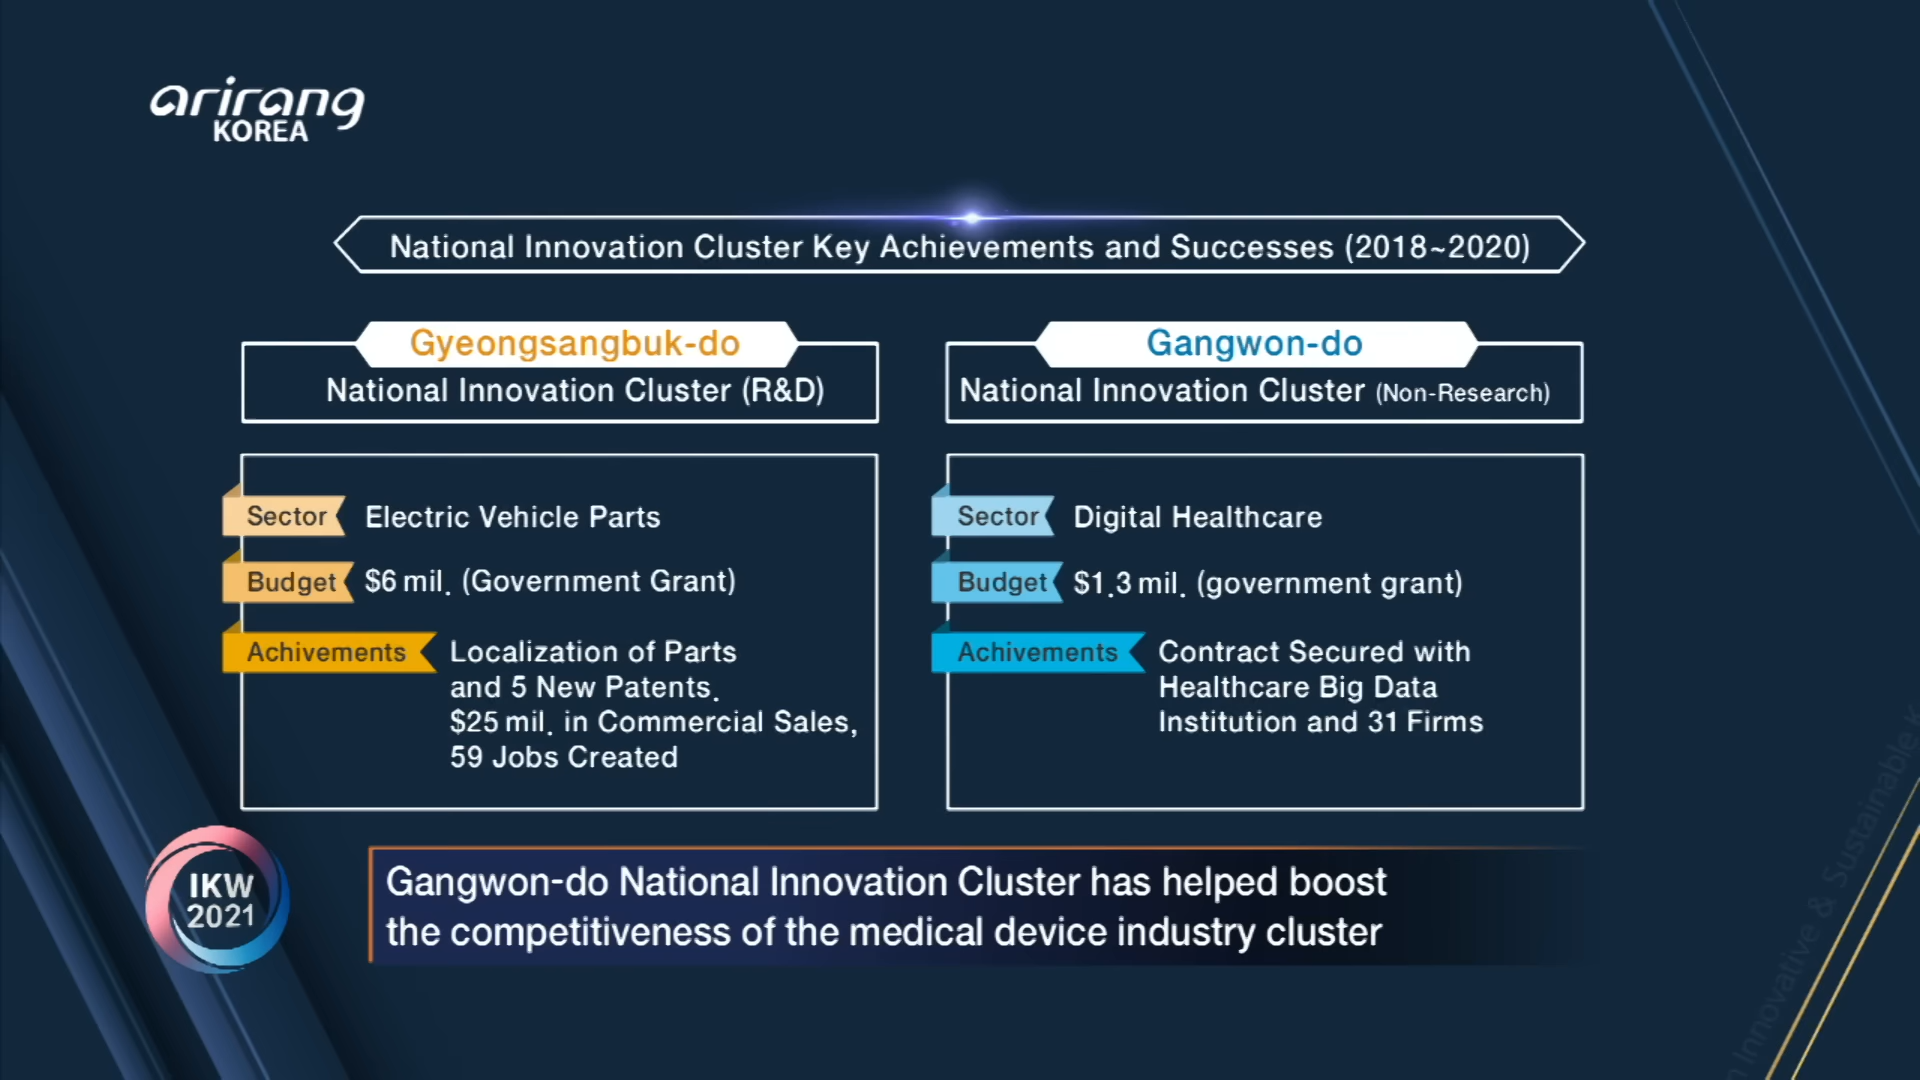 arirang
KOREA
National Innovation Cluster Key Achievements and Successes (2018~2020)
Gyeongsangbuk-do
National Innovation Cluster (R&D)
Sector Electric Vehicle Parts
Budget $6 mil. (Government Grant)
Achivements Localization of Parts
and 5 New Patents.
$25 mil. in Commercial Sales,
59 Jobs Created
Gangwon-do
National Innovation Cluster (Non-Research)
Sector Digital Healthcare
Budget $1.3 mil. (government grant)
Achivements Contract Secured with
Healthcare Big Data
Institution and 31 Firms
IKW
2021
Gangwon-do National Innovation Cluster has helped boost
the competitiveness of the medical device industry cluster
Innovative & Sustainable